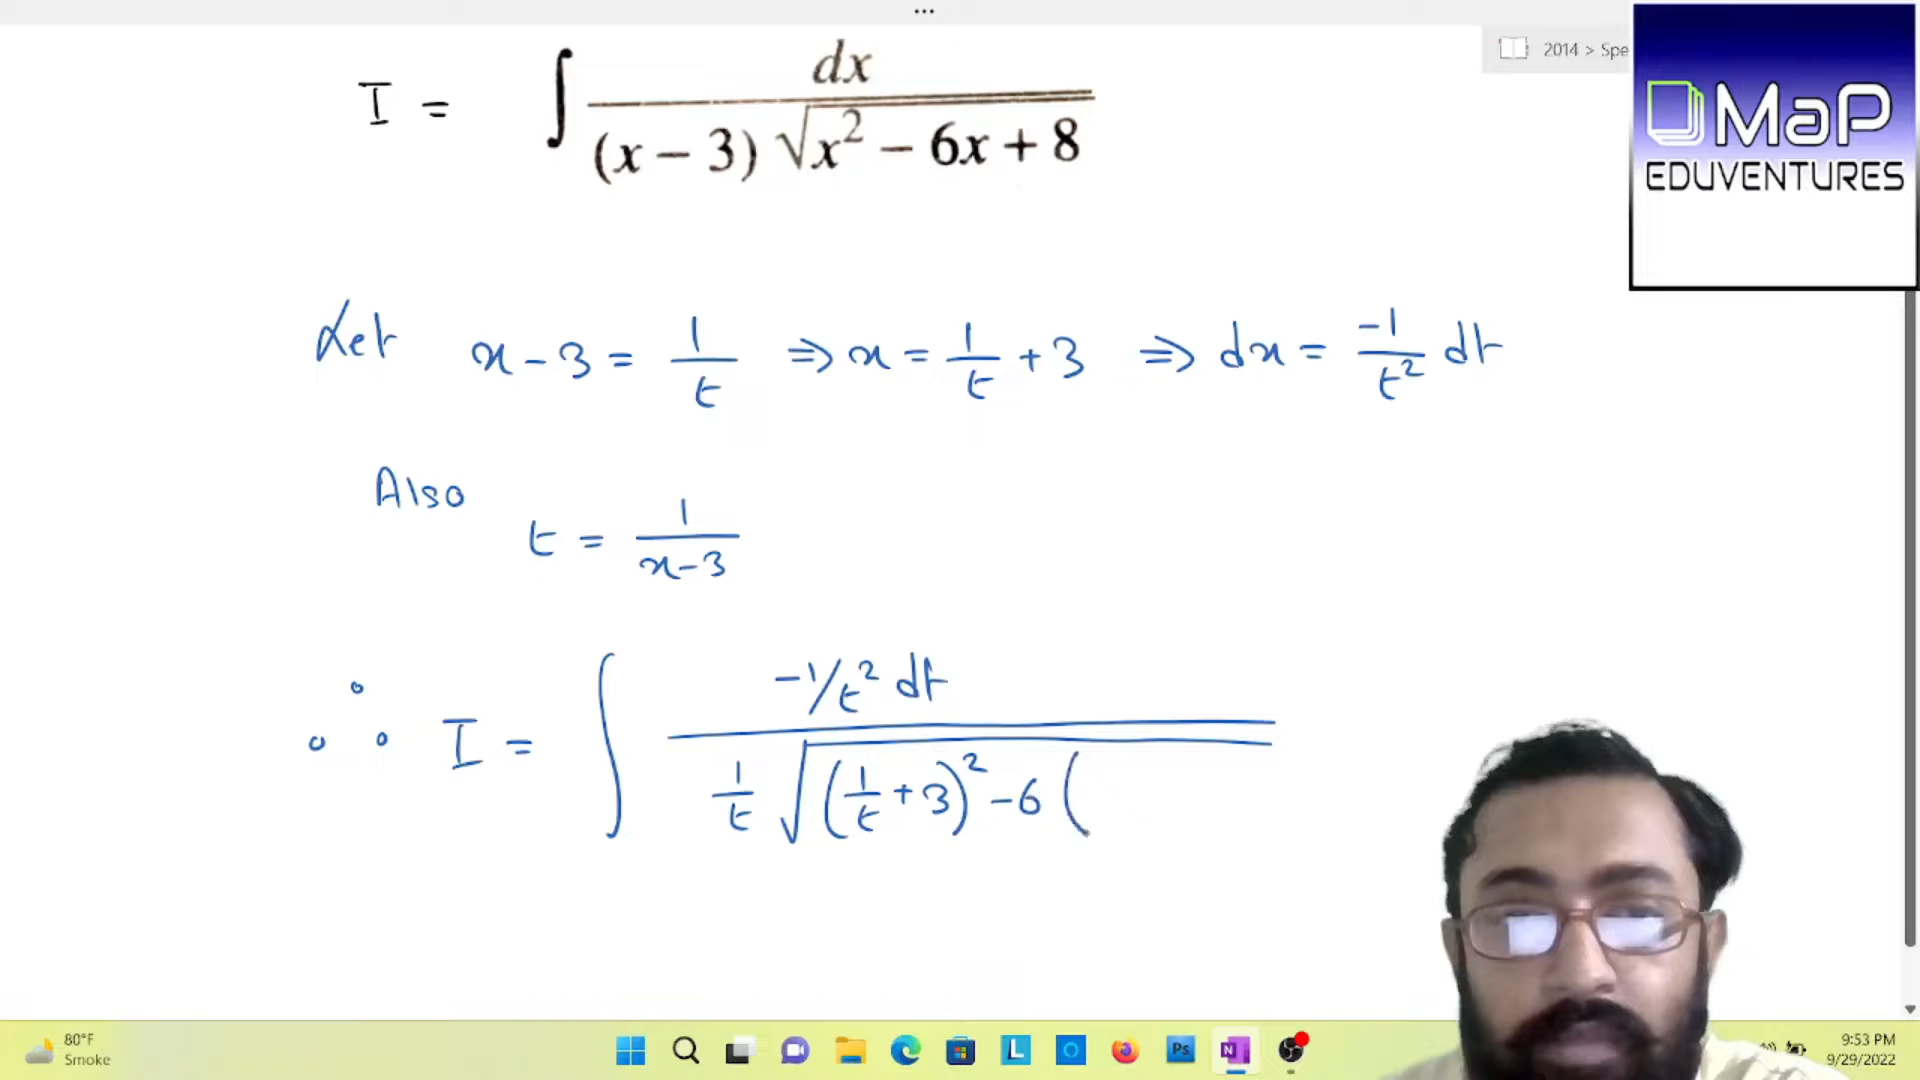 ...
2014 > Spe
MaP
EDUVENTURES
I = ∫ dx / (x – 3) √x² – 6x + 8
Let x – 3 = 1/t ⇒ x = 1/t + 3 ⇒ dx = -1/t² dt
Also
t = 1/x–3
∴ I = ∫ -1/t² dt / 1/t √(1/t + 3)² – 6 (
80°F
Smoke
L
Ps
N
9:53 PM
9/29/2022